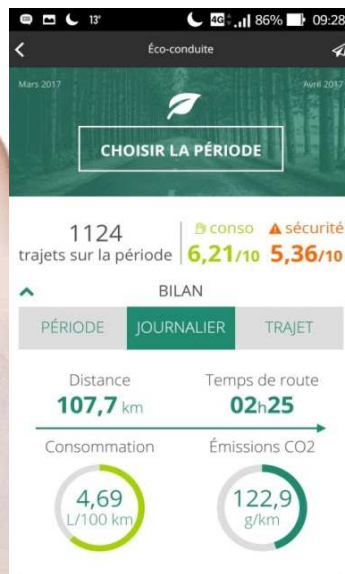 13° 4G 86% 09:28
Éco-conduite
Mars 2017 Avril 2017
CHOISIR LA PÉRIODE
1124
trajets sur la période
conso sécurité
6,21/10 5,36/10
BILAN
PÉRIODE JOURNALIER TRAJET
Distance Temps de route
107,7 km 02h25
Consommation Émissions CO2
4,69 122,9
L/100 km g/km